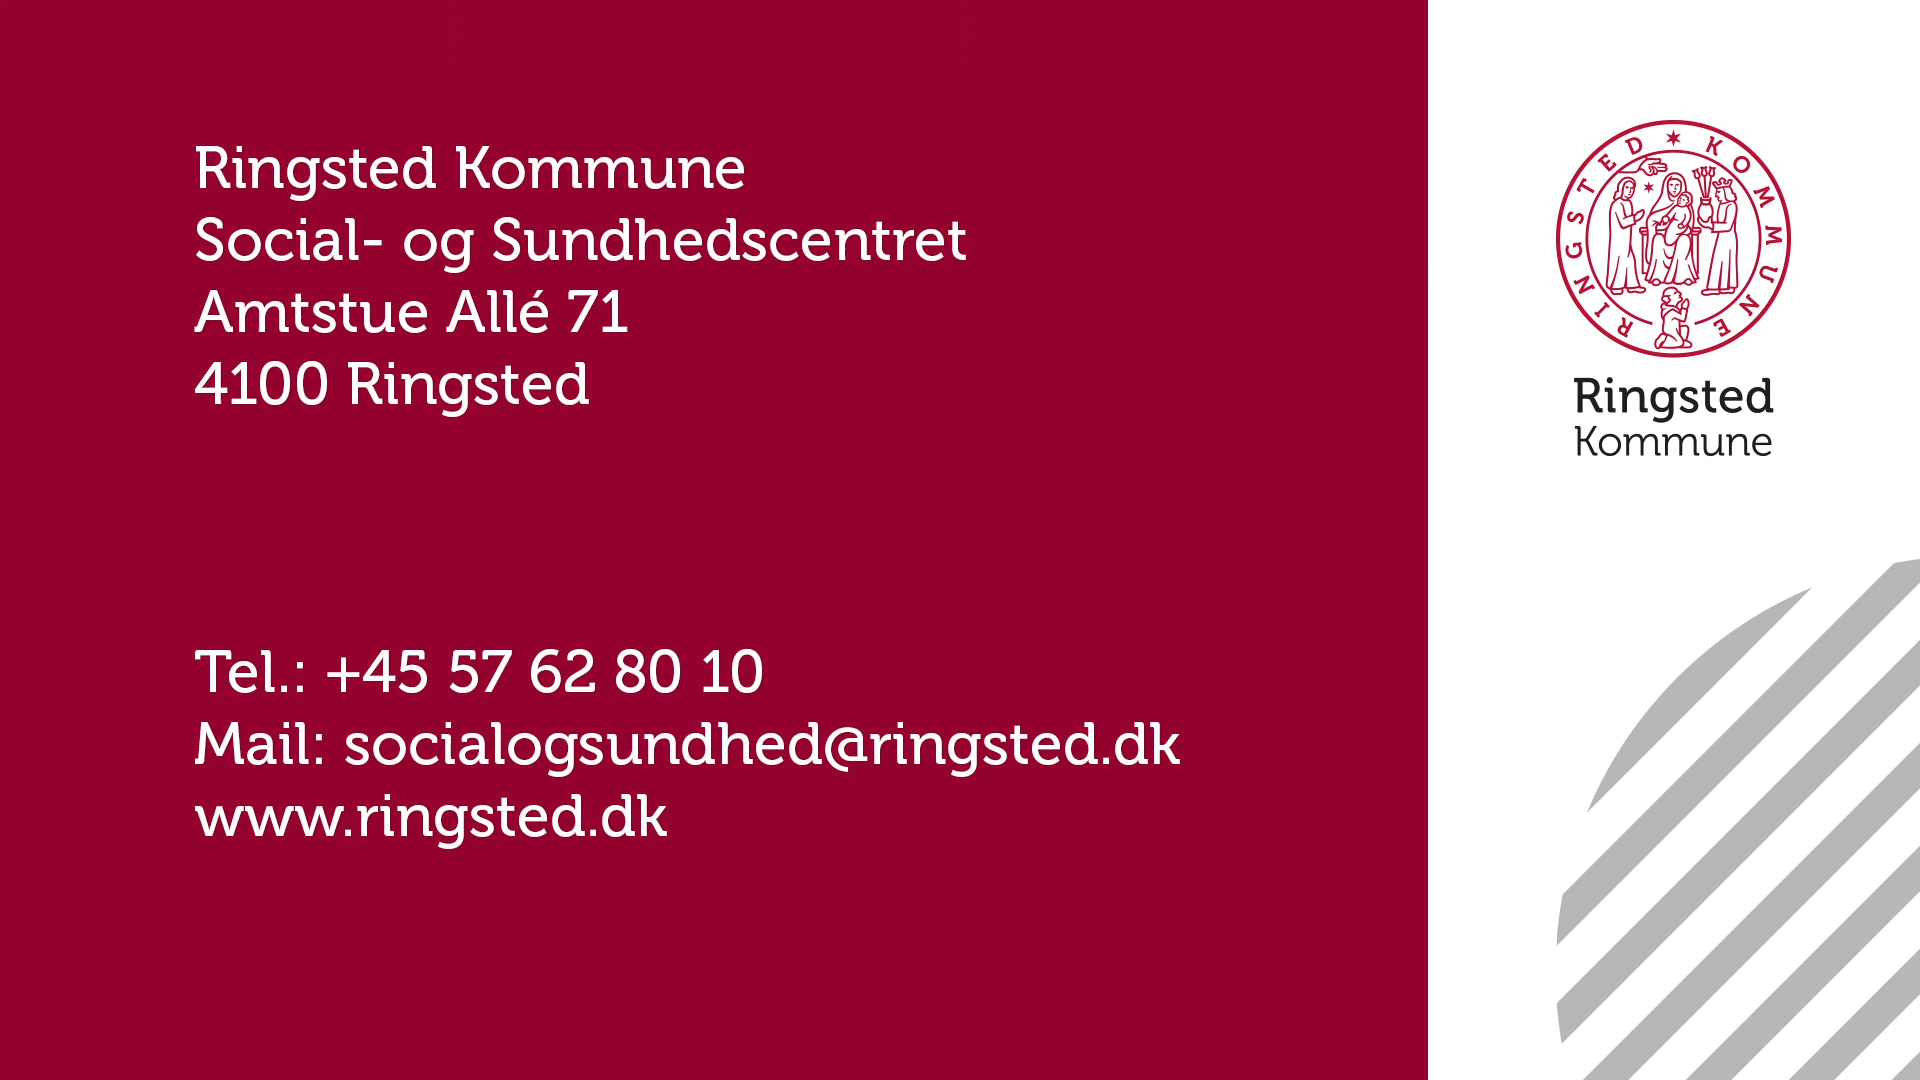 Ringsted Kommune
Social- og Sundhedscentret
Amtstue Allé 71
4100 Ringsted
Tel.: +45 57 62 80 10
Mail: socialogsundhed@ringsted.dk
www.ringsted.dk
RINGSTED * KOMMUNE
Ringsted
Kommune